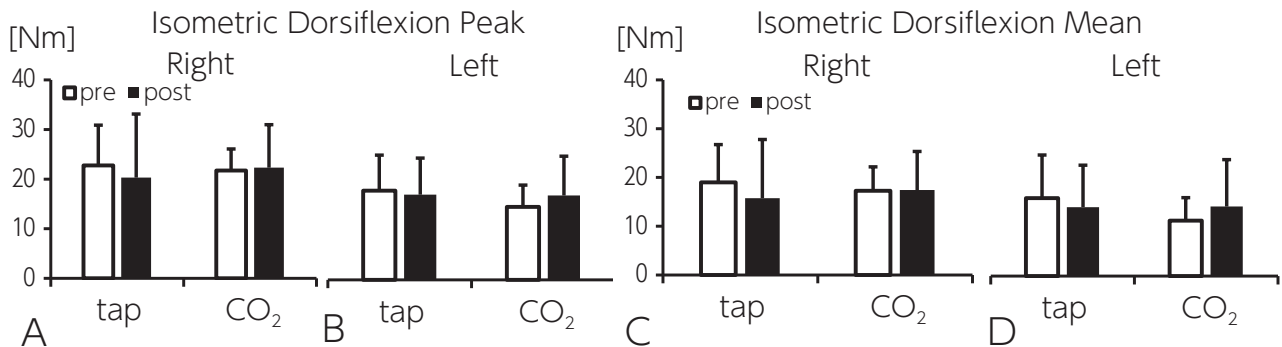 Isometric Dorsiflexion Peak
[Nm]
Right
Left
40
30
20
10
0
pre post
tap
CO₂
tap
CO₂
A
B
Isometric Dorsiflexion Mean
[Nm]
Right
Left
40
30
20
10
0
pre post
tap
CO₂
tap
CO₂
C
D